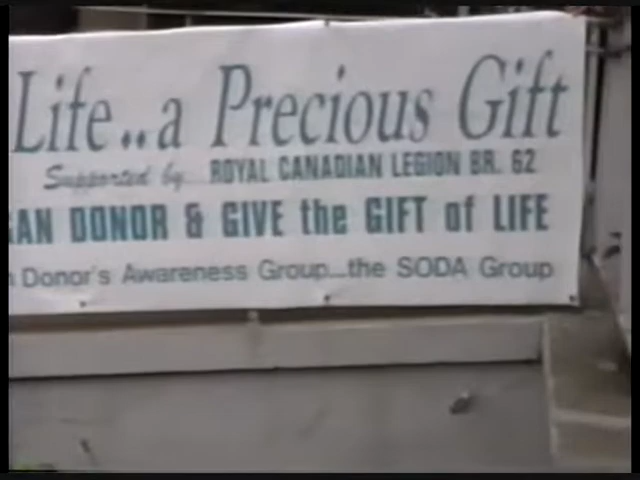 Life..a Precious Gift
Supported by... ROYAL CANADIAN LEGION BR. 62
GAN DONOR & GIVE the GIFT of LIFE
n Donor's Awareness Group...the SODA Group